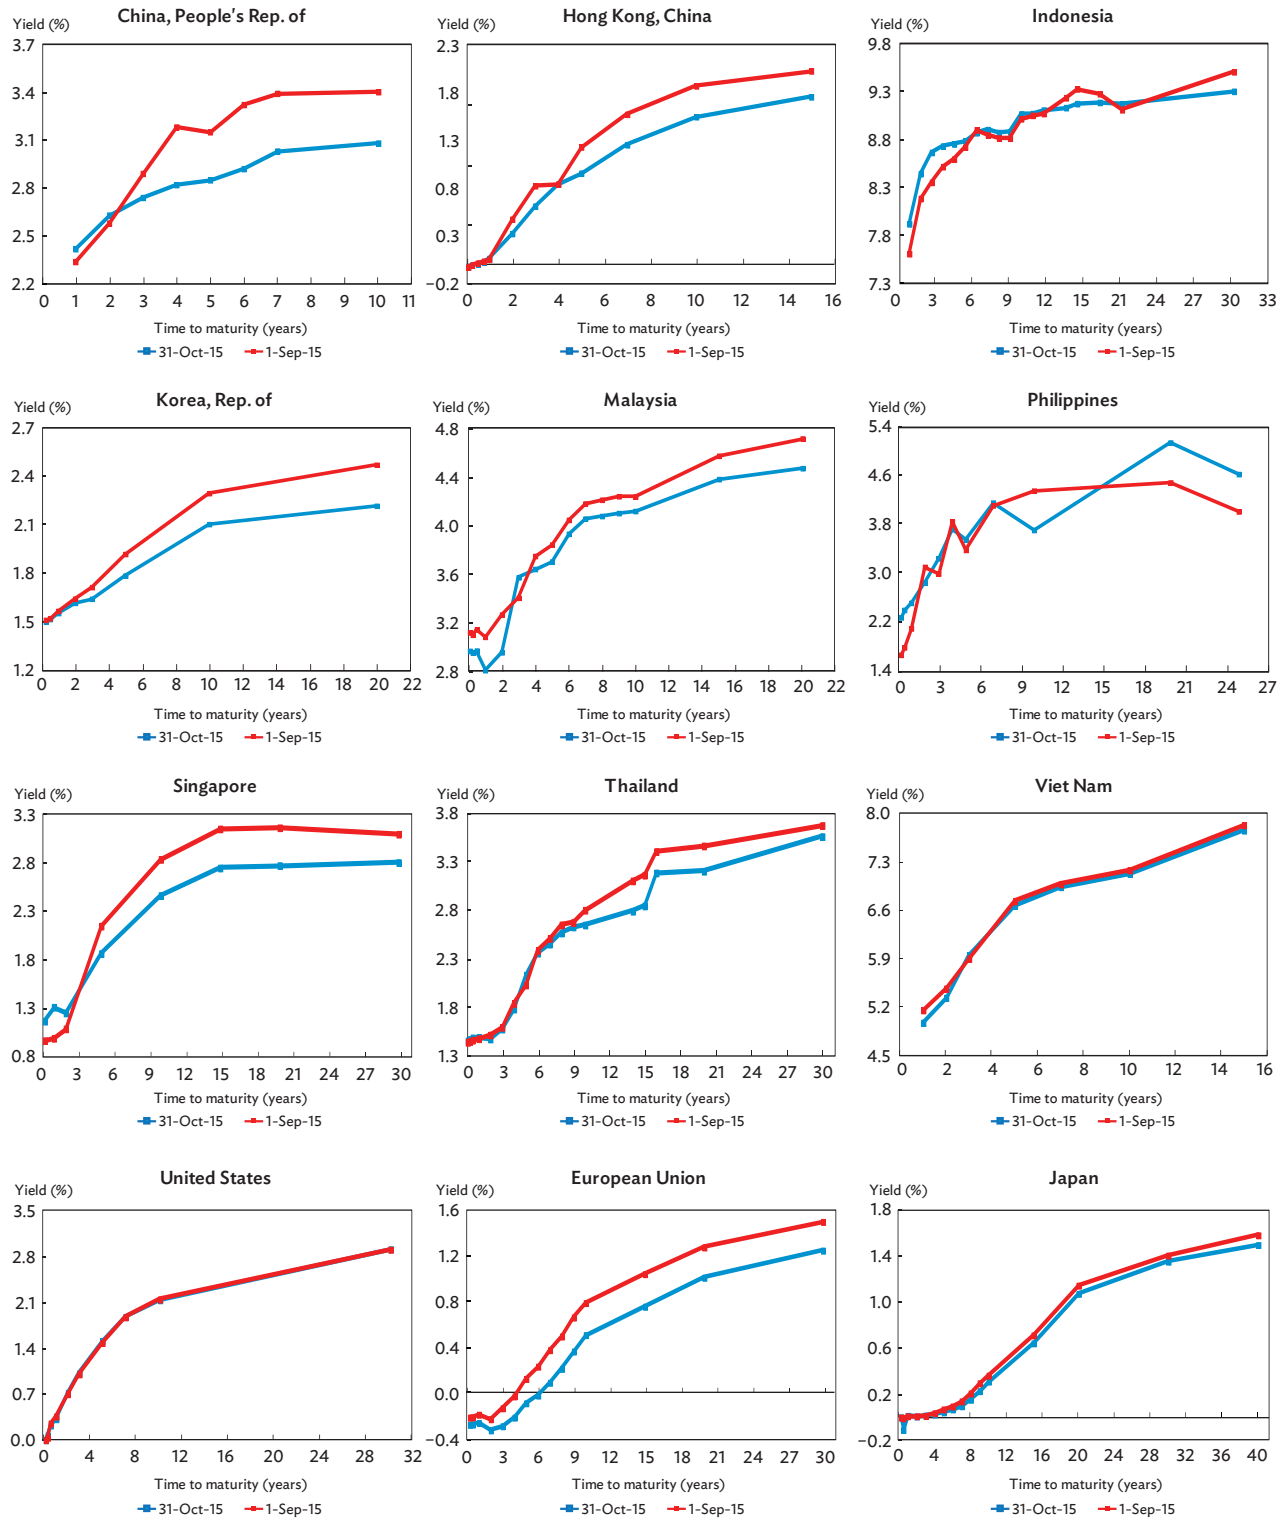 China, People's Rep. of
Yield (%)
3.7
3.4
3.1
2.8
2.5
2.2
0 1 2 3 4 5 6 7 8 9 10 11
Time to maturity (years)
31-Oct-15 1-Sep-15
Hong Kong, China
Yield (%)
2.3
1.8
1.3
0.8
0.3
−0.2
0 2 4 6 8 10 12 14 16
Time to maturity (years)
31-Oct-15 1-Sep-15
Indonesia
Yield (%)
9.8
9.3
8.8
8.3
7.8
7.3
0 3 6 9 12 15 18 21 24 27 30 33
Time to maturity (years)
31-Oct-15 1-Sep-15
Korea, Rep. of
Yield (%)
2.7
2.4
2.1
1.8
1.5
1.2
0 2 4 6 8 10 12 14 16 18 20 22
Time to maturity (years)
31-Oct-15 1-Sep-15
Malaysia
Yield (%)
4.8
4.4
4.0
3.6
3.2
2.8
0 2 4 6 8 10 12 14 16 18 20 22
Time to maturity (years)
31-Oct-15 1-Sep-15
Philippines
Yield (%)
5.4
4.6
3.8
3.0
2.2
1.4
0 3 6 9 12 15 18 21 24 27
Time to maturity (years)
31-Oct-15 1-Sep-15
Singapore
Yield (%)
3.3
2.8
2.3
1.8
1.3
0.8
0 3 6 9 12 15 18 21 24 27 30
Time to maturity (years)
31-Oct-15 1-Sep-15
Thailand
Yield (%)
3.8
3.3
2.8
2.3
1.8
1.3
0 3 6 9 12 15 18 21 24 27 30
Time to maturity (years)
31-Oct-15 1-Sep-15
Viet Nam
Yield (%)
8.0
7.3
6.6
5.9
5.2
4.5
0 2 4 6 8 10 12 14 16
Time to maturity (years)
31-Oct-15 1-Sep-15
United States
Yield (%)
3.5
2.8
2.1
1.4
0.7
0.0
0 4 8 12 16 20 24 28 32
Time to maturity (years)
31-Oct-15 1-Sep-15
European Union
Yield (%)
1.6
1.2
0.8
0.4
0.0
−0.4
0 3 6 9 12 15 18 21 24 27 30
Time to maturity (years)
31-Oct-15 1-Sep-15
Japan
Yield (%)
1.8
1.4
1.0
0.6
0.2
−0.2
0 4 8 12 16 20 24 28 32 36 40
Time to maturity (years)
31-Oct-15 1-Sep-15